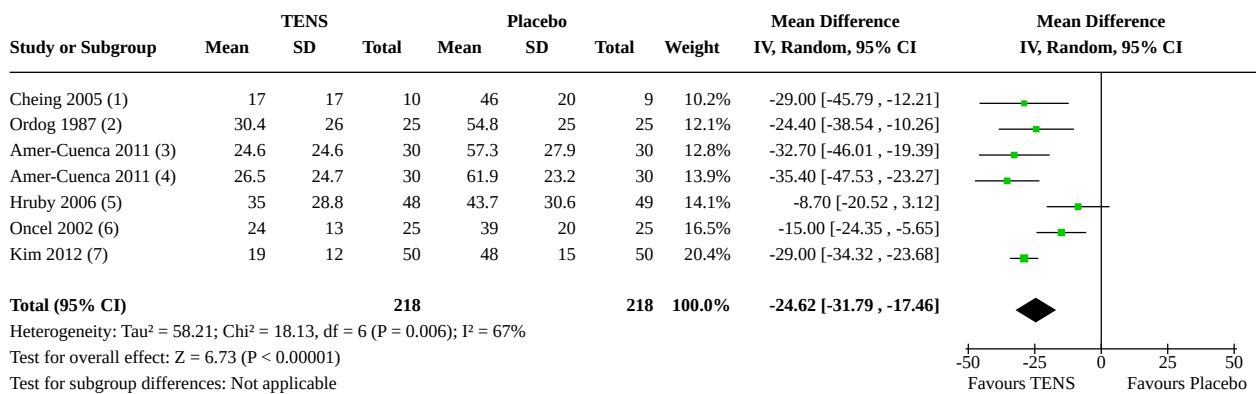 TENS Placebo Mean Difference Mean Difference
Study or Subgroup Mean SD Total Mean SD Total Weight IV, Random, 95% CI IV, Random, 95% CI
Cheing 2005 (1) 17 17 10 46 20 9 10.2% -29.00 [-45.79 , -12.21]
Ordog 1987 (2) 30.4 26 25 54.8 25 25 12.1% -24.40 [-38.54 , -10.26]
Amer-Cuenca 2011 (3) 24.6 24.6 30 57.3 27.9 30 12.8% -32.70 [-46.01 , -19.39]
Amer-Cuenca 2011 (4) 26.5 24.7 30 61.9 23.2 30 13.9% -35.40 [-47.53 , -23.27]
Hruby 2006 (5) 35 28.8 48 43.7 30.6 49 14.1% -8.70 [-20.52 , 3.12]
Oncel 2002 (6) 24 13 25 39 20 25 16.5% -15.00 [-24.35 , -5.65]
Kim 2012 (7) 19 12 50 48 15 50 20.4% -29.00 [-34.32 , -23.68]
Total (95% CI) 218 218 100.0% -24.62 [-31.79 , -17.46]
Heterogeneity: Tau² = 58.21; Chi² = 18.13, df = 6 (P = 0.006); I² = 67%
Test for overall effect: Z = 6.73 (P < 0.00001) -50 -25 0 25 50
Test for subgroup differences: Not applicable Favours TENS Favours Placebo